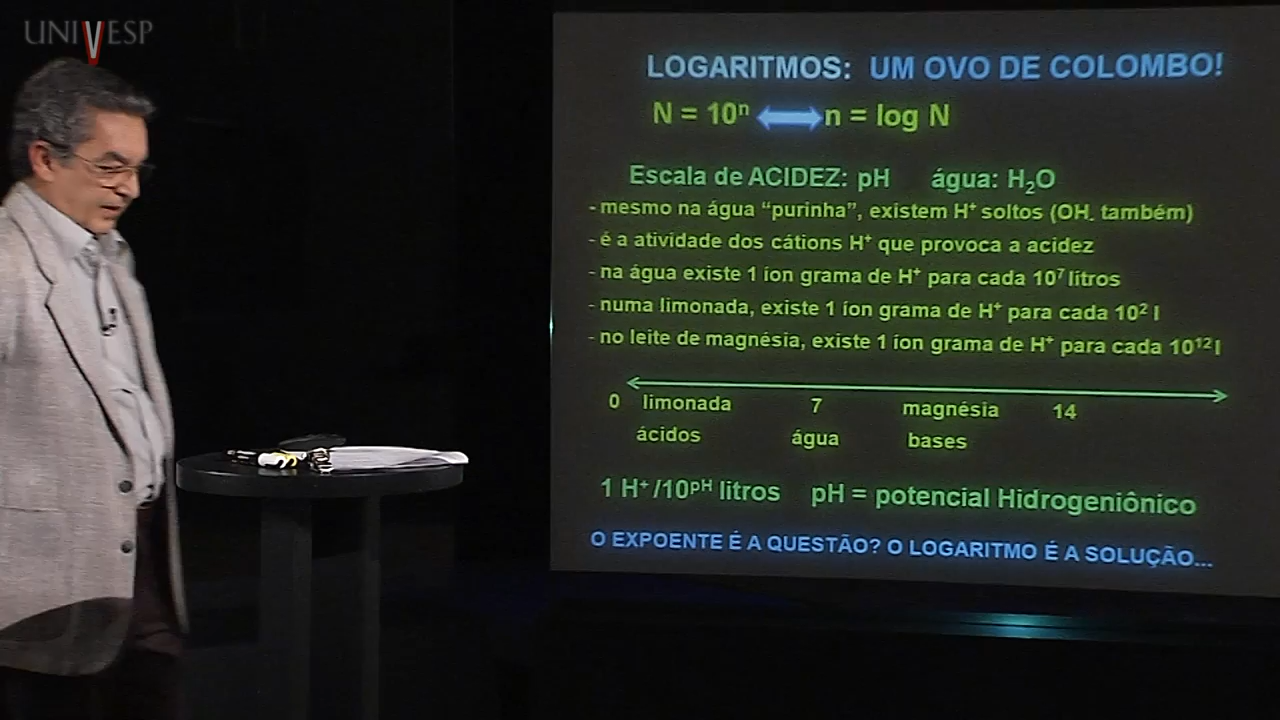 UNIVESP
LOGARITMOS: UM OVO DE COLOMBO!
N = 10ⁿ ⟷ n = log N
Escala de ACIDEZ: pH água: H₂O
- mesmo na água “purinha”, existem H⁺ soltos (OH₋ também)
- é a atividade dos cátions H⁺ que provoca a acidez
- na água existe 1 íon grama de H⁺ para cada 10⁷ litros
- numa limonada, existe 1 íon grama de H⁺ para cada 10² l
- no leite de magnésia, existe 1 íon grama de H⁺ para cada 10¹² l
0 limonada 7 magnésia 14
ácidos água bases
1 H⁺ /10ᵖᴴ litros pH = potencial Hidrogeniônico
O EXPOENTE É A QUESTÃO? O LOGARITMO É A SOLUÇÃO...